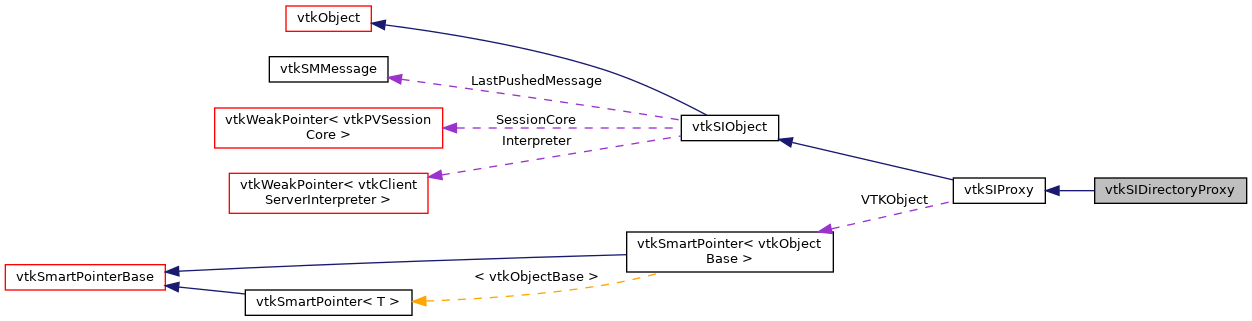 vtkObject
vtkSMMessage
LastPushedMessage
vtkWeakPointer< vtkPVSession
Core >
SessionCore
Interpreter
vtkSIObject
vtkWeakPointer< vtkClient
ServerInterpreter >
vtkSIProxy
vtkSIDirectoryProxy
VTKObject
vtkSmartPointer< vtkObject
Base >
vtkSmartPointerBase
< vtkObjectBase >
vtkSmartPointer< T >